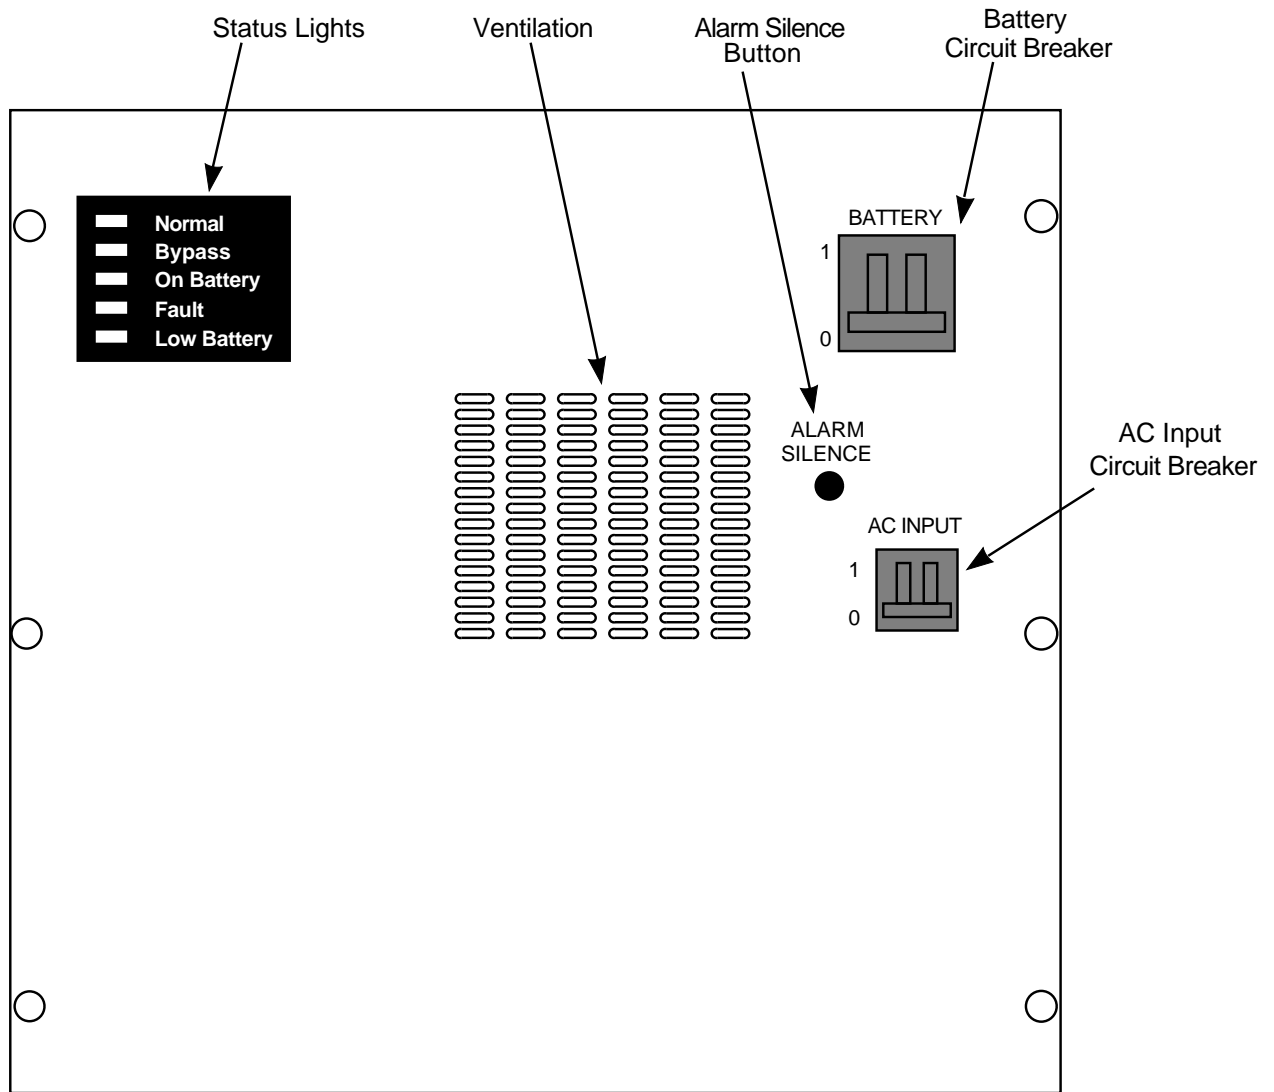 Status Lights
Ventilation
Alarm Silence
Button
Battery
Circuit Breaker
Normal
Bypass
On Battery
Fault
Low Battery
BATTERY
1
0
ALARM
SILENCE
AC Input
Circuit Breaker
AC INPUT
1
0